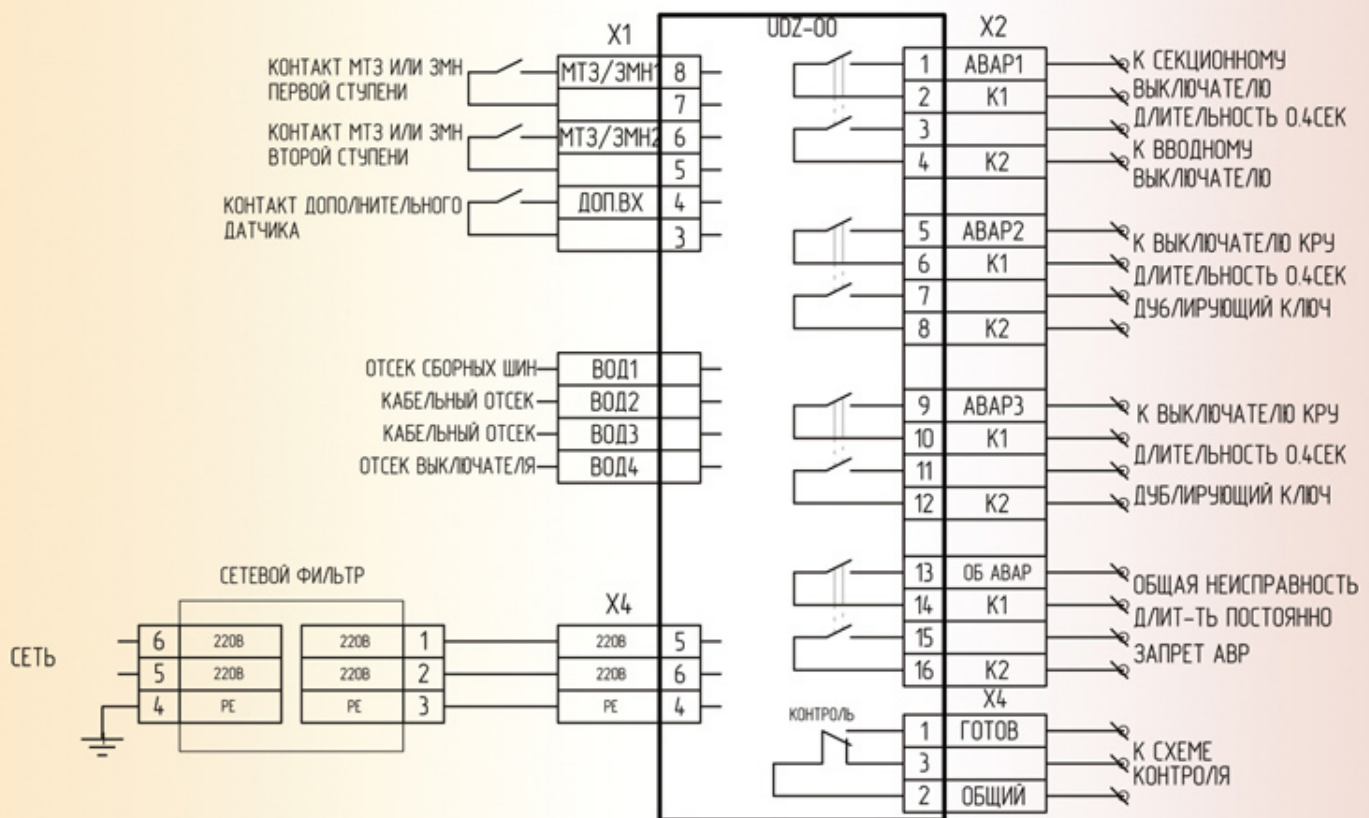 UDZ-00
X1
КОНТАКТ МТЗ ИЛИ ЗМН
ПЕРВОЙ СТУПЕНИ
МТЗ/ЗМН1 8
7
КОНТАКТ МТЗ ИЛИ ЗМН
ВТОРОЙ СТУПЕНИ
МТЗ/ЗМН2 6
5
КОНТАКТ ДОПОЛНИТЕЛЬНОГО
ДАТЧИКА
ДОП.ВХ 4
3
ОТСЕК СБОРНЫХ ШИН ВОД1
КАБЕЛЬНЫЙ ОТСЕК ВОД2
КАБЕЛЬНЫЙ ОТСЕК ВОД3
ОТСЕК ВЫКЛЮЧАТЕЛЯ ВОД4
СЕТЕВОЙ ФИЛЬТР
X4
СЕТЬ
6 220В 220В 1 220В 5
5 220В 220В 2 220В 6
4 РЕ РЕ 3 РЕ 4
X2
1 АВАР1
2 К1
3
4 К2
К СЕКЦИОННОМУ
ВЫКЛЮЧАТЕЛЮ
ДЛИТЕЛЬНОСТЬ 0.4СЕК
К ВВОДНОМУ
ВЫКЛЮЧАТЕЛЮ
5 АВАР2
6 К1
7
8 К2
К ВЫКЛЮЧАТЕЛЮ КРУ
ДЛИТЕЛЬНОСТЬ 0.4СЕК
ДУБЛИРУЮЩИЙ КЛЮЧ
9 АВАР3
10 К1
11
12 К2
К ВЫКЛЮЧАТЕЛЮ КРУ
ДЛИТЕЛЬНОСТЬ 0.4СЕК
ДУБЛИРУЮЩИЙ КЛЮЧ
13 ОБ АВАР
14 К1
15
16 К2
ОБЩАЯ НЕИСПРАВНОСТЬ
ДЛИТ-ТЬ ПОСТОЯННО
ЗАПРЕТ АВР
X4
КОНТРОЛЬ
1 ГОТОВ
3
2 ОБЩИЙ
К СХЕМЕ
КОНТРОЛЯ